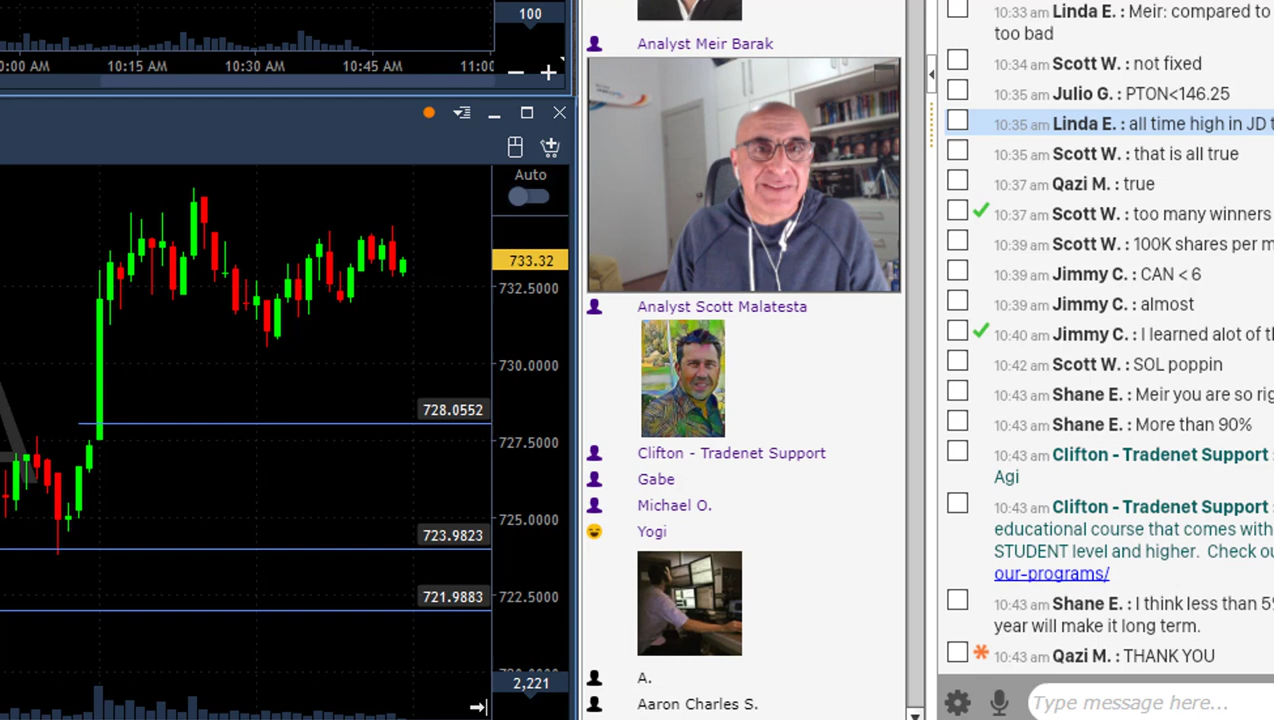 100
0:00 AM 10:15 AM 10:30 AM 10:45 AM 11:00
Auto
733.32
732.5000
730.0000
728.0552
727.5000
725.0000
723.9823
721.9883
722.5000
2,221
Analyst Meir Barak
Analyst Scott Malatesta
Clifton - Tradenet Support
Gabe
Michael O.
Yogi
A.
Aaron Charles S.
10:33 am Linda E. : Meir: compared to
too bad
10:34 am Scott W. : not fixed
10:35 am Julio G. : PTON<146.25
10:35 am Linda E. : all time high in JD t
10:35 am Scott W. : that is all true
10:37 am Qazi M. : true
10:37 am Scott W. : too many winners
10:39 am Scott W. : 100K shares per m
10:39 am Jimmy C. : CAN < 6
10:39 am Jimmy C. : almost
10:40 am Jimmy C. : I learned alot of th
10:42 am Scott W. : SOL poppin
10:43 am Shane E. : Meir you are so rig
10:43 am Shane E. : More than 90%
10:43 am Clifton - Tradenet Support :
Agi
10:43 am Clifton - Tradenet Support :
educational course that comes with
STUDENT level and higher. Check ou
our-programs/
10:43 am Shane E. : I think less than 5%
year will make it long term.
10:43 am Qazi M. : THANK YOU
Type message here...